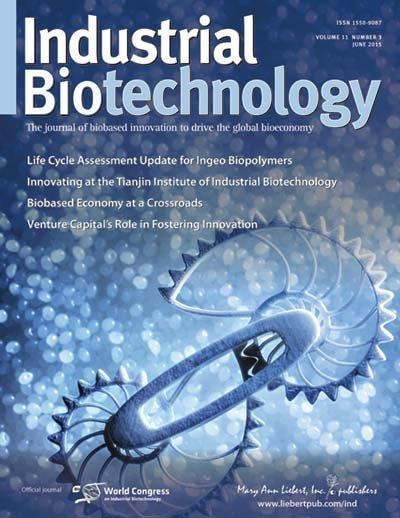 ISSN 1550-9087
VOLUME 11 NUMBER 3
JUNE 2015
Industrial
Biotechnology
The journal of biobased innovation to drive the global bioeconomy
Life Cycle Assessment Update for Ingeo Biopolymers
Innovating at the Tianjin Institute of Industrial Biotechnology
Biobased Economy at a Crossroads
Venture Capital's Role in Fostering Innovation
Official journal
World Congress
on Industrial Biotechnology
Mary Ann Liebert, Inc. publishers
www.liebertpub.com/ind